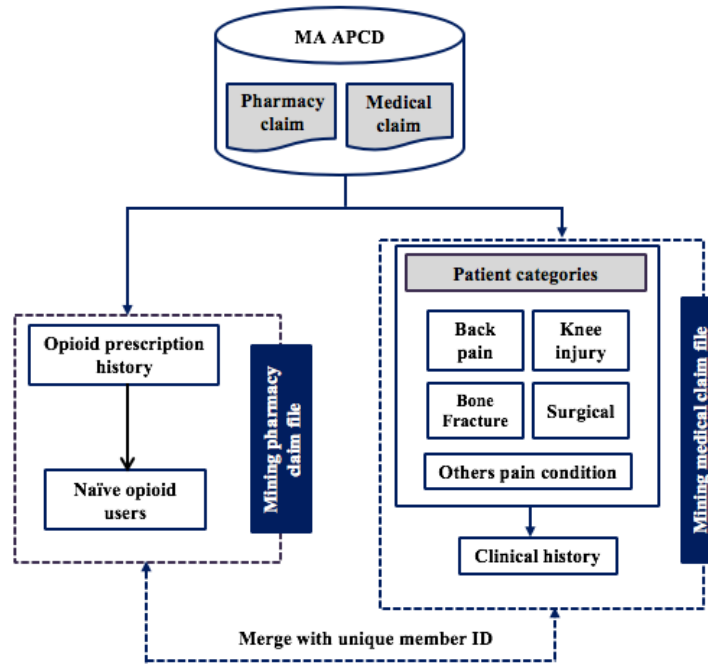 MA APCD
Pharmacy
claim
Medical
claim
Opioid prescription
history
Naïve opioid
users
Mining pharmacy
claim file
Patient categories
Back
pain
Knee
injury
Bone
Fracture
Surgical
Others pain condition
Clinical history
Mining medical claim file
Merge with unique member ID